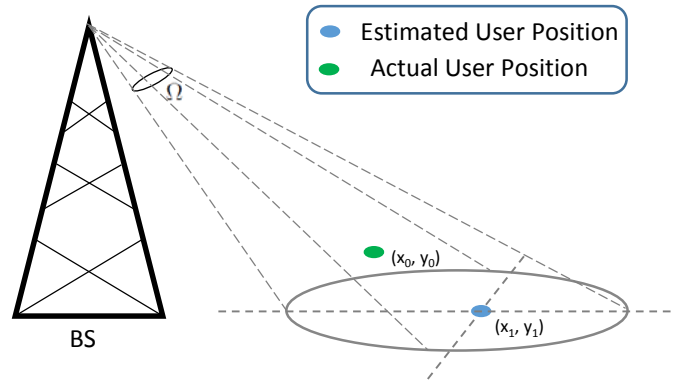 Estimated User Position
Actual User Position
Ω
(x₀, y₀)
(x₁, y₁)
BS